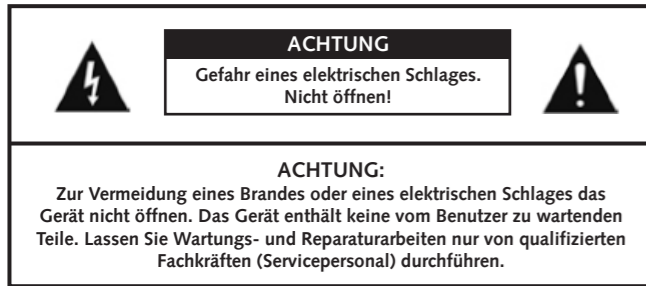 ACHTUNG
Gefahr eines elektrischen Schlages.
Nicht öffnen!
ACHTUNG:
Zur Vermeidung eines Brandes oder eines elektrischen Schlages das
Gerät nicht öffnen. Das Gerät enthält keine vom Benutzer zu wartenden
Teile. Lassen Sie Wartungs- und Reparaturarbeiten nur von qualifizierten
Fachkräften (Servicepersonal) durchführen.